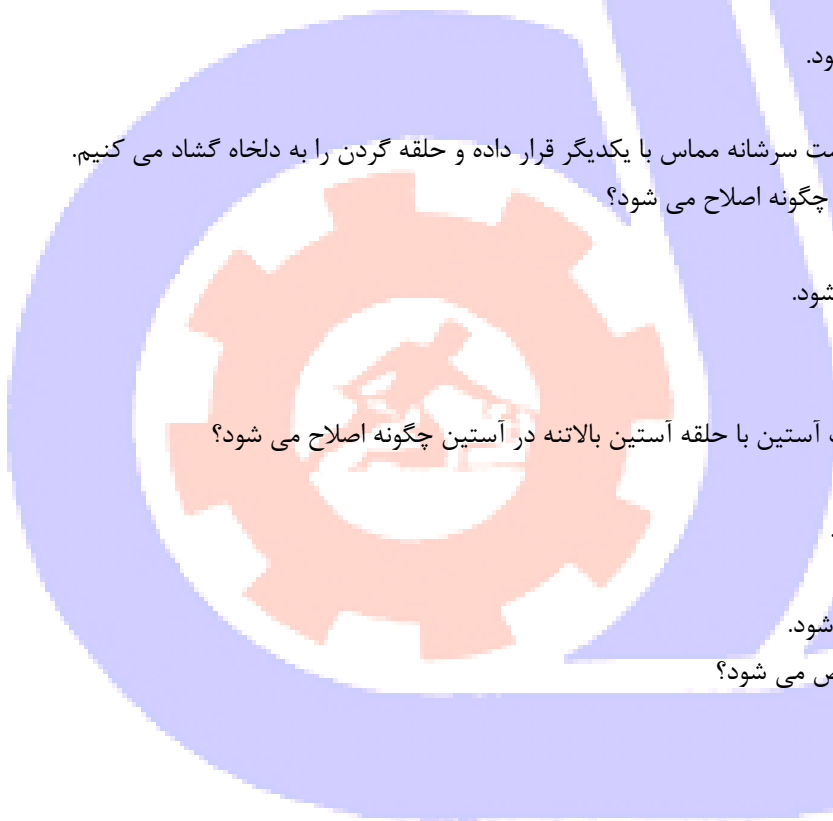 ود.
ت سرشانه مماس با یکدیگر قرار داده و حلقه گردن را به دلخاه گشاد می کنیم.
چگونه اصلاح می شود؟
شود.
آستین با حلقه آستین بالاتنه در آستین چگونه اصلاح می شود؟
.
شود.
می شود؟